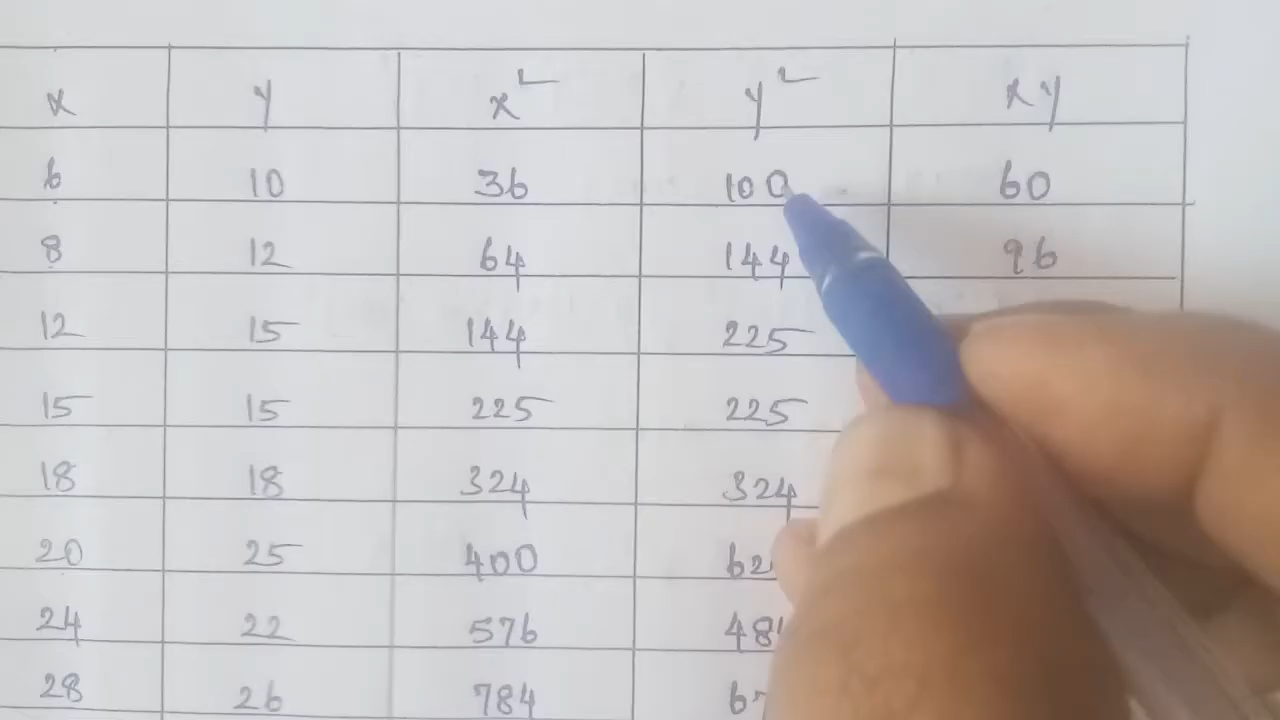 x y x² y² xy
6 10 36 100 60
8 12 64 144 96
12 15 144 225
15 15 225 225
18 18 324 324
20 25 400
24 22 576
28 26 784